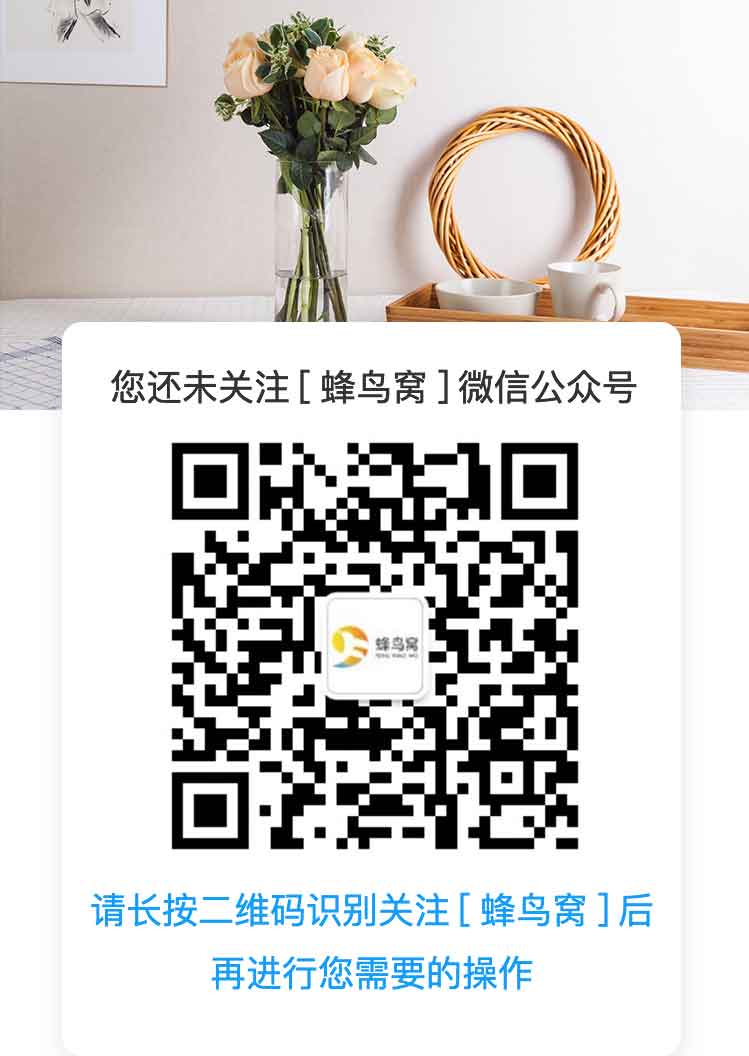 您还未关注[ 蜂鸟窝 ]微信公众号
蜂鸟窝
FENG NIAO WO
请长按二维码识别关注[ 蜂鸟窝 ]后
再进行您需要的操作